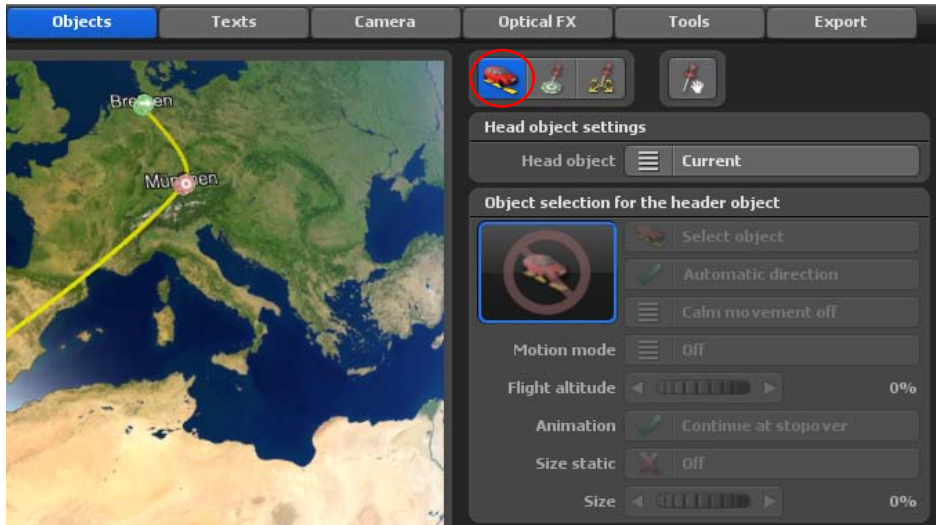 Objects
Texts
Camera
Optical FX
Tools
Export
Bremen
München
Head object settings
Head object
Current
Object selection for the header object
Select object
Automatic direction
Calm movement off
Motion mode
Off
Flight altitude
0%
Animation
Continue at stopover
Size static
Off
Size
0%